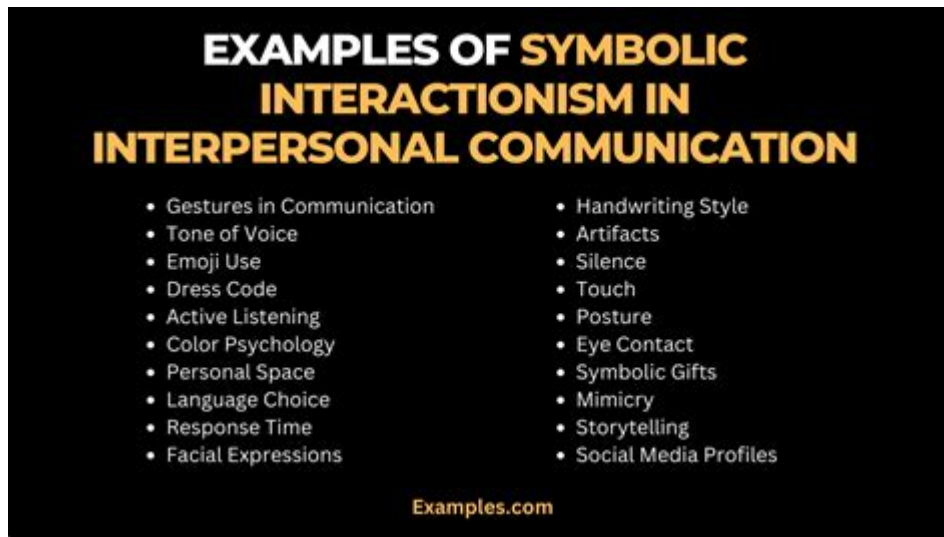 EXAMPLES OF SYMBOLIC
INTERACTIONISM IN
INTERPERSONAL COMMUNICATION
• Gestures in Communication
• Tone of Voice
• Emoji Use
• Dress Code
• Active Listening
• Color Psychology
• Personal Space
• Language Choice
• Response Time
• Facial Expressions
• Handwriting Style
• Artifacts
• Silence
• Touch
• Posture
• Eye Contact
• Symbolic Gifts
• Mimicry
• Storytelling
• Social Media Profiles
Examples.com